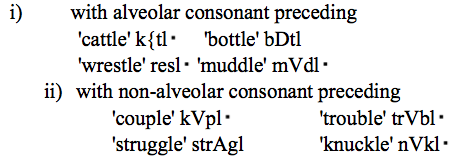 i) with alveolar consonant preceding
'cattle' k{tl · 'bottle' bDtl
'wrestle' resl · 'muddle' mVdl ·
ii) with non-alveolar consonant preceding
'couple' kVpl · 'trouble' trVbl ·
'struggle' strAgl 'knuckle' nVkl ·